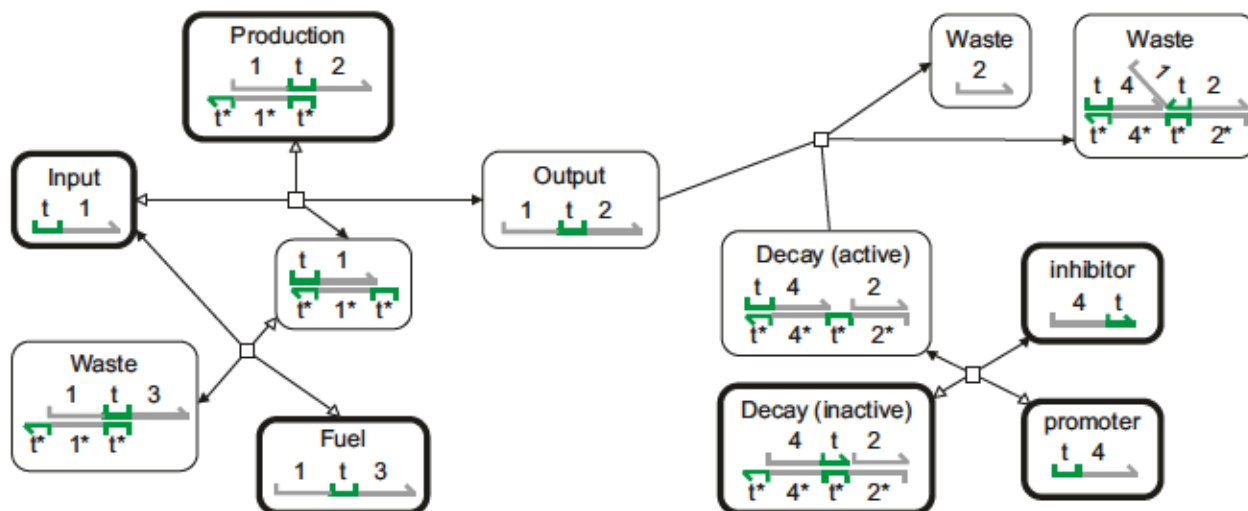 Production
1 t 2
t* 1* t*
Input
t 1
Output
1 t 2
t 1
t* 1* t*
Waste
1 t 3
t* 1* t*
Fuel
1 t 3
Waste
2
Waste
t 4 1 t 2
t* 4* t* 2*
Decay (active)
t 4 2
t* 4* t* 2*
inhibitor
4 t
Decay (inactive)
4 t 2
t* 4* t* 2*
promoter
t 4